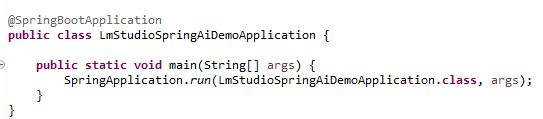 @SpringBootApplication
public class LmStudioSpringAiDemoApplication {
public static void main(String[] args) {
SpringApplication.run(LmStudioSpringAiDemoApplication.class, args);
}
}